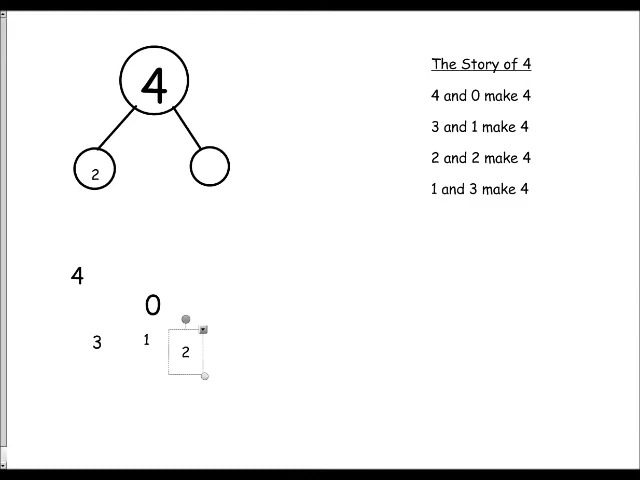 4
2
The Story of 4
4 and 0 make 4
3 and 1 make 4
2 and 2 make 4
1 and 3 make 4
4
0
3 1 2